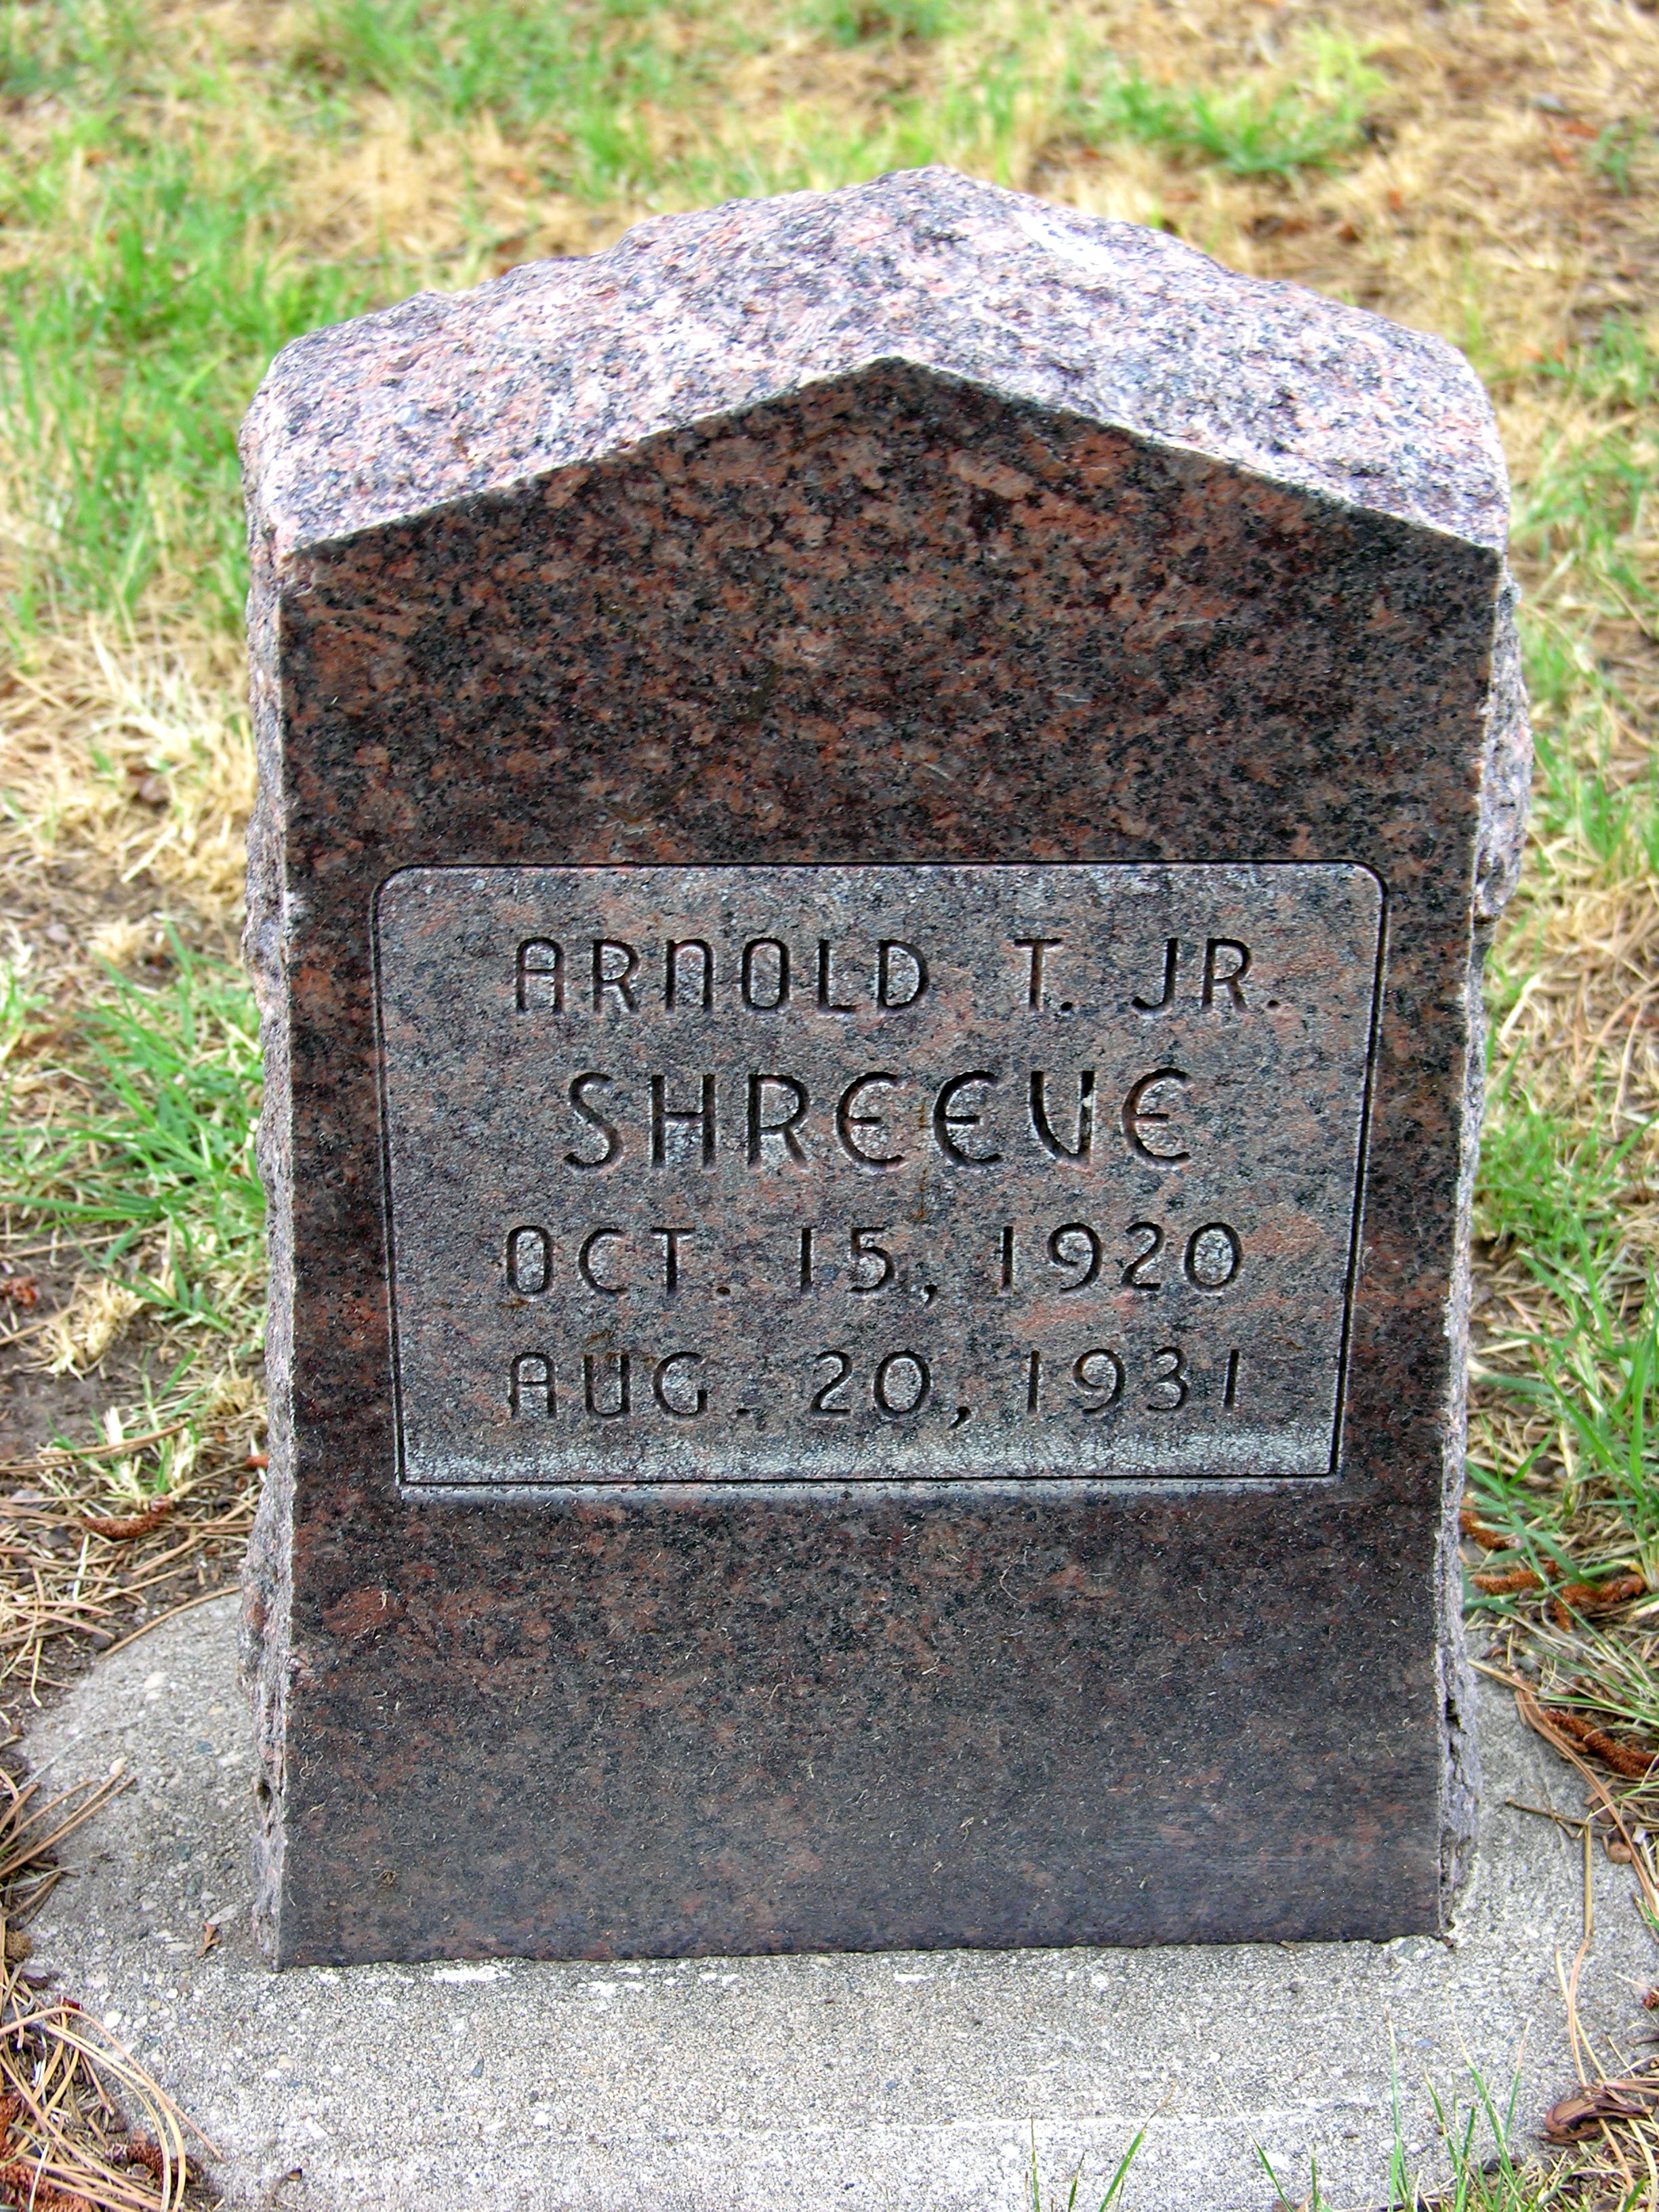 ARNOLD T. JR.
SHREEVE
OCT. 15, 1920
AUG. 20, 1931